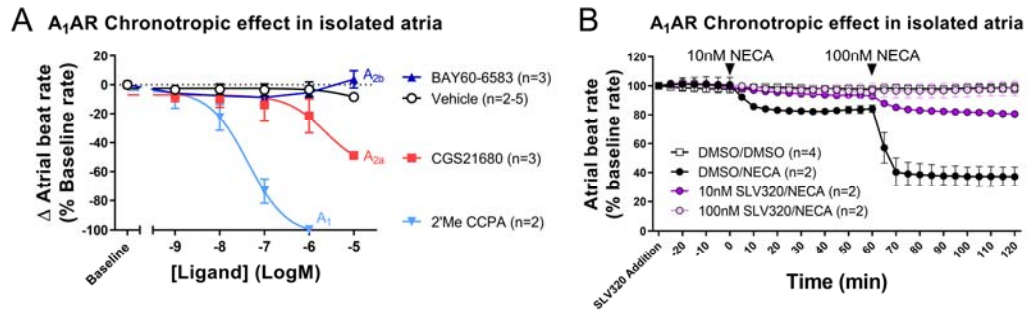 A
A₁AR Chronotropic effect in isolated atria
Δ Atrial beat rate
(% Baseline rate)
20
0
-20
-40
-60
-80
-100
Baseline
-9
-8
-7
-6
-5
[Ligand] (LogM)
A₂b
A₂a
A₁
BAY60-6583 (n=3)
Vehicle (n=2-5)
CGS21680 (n=3)
2'Me CCPA (n=2)
B
A₁AR Chronotropic effect in isolated atria
10nM NECA
100nM NECA
Atrial beat rate
(% baseline rate)
120
100
80
60
40
20
0
DMSO/DMSO (n=4)
DMSO/NECA (n=2)
10nM SLV320/NECA (n=2)
100nM SLV320/NECA (n=2)
SLV320 Addition
-20
-10
0
10
20
30
40
50
60
70
80
90
100
110
120
Time (min)